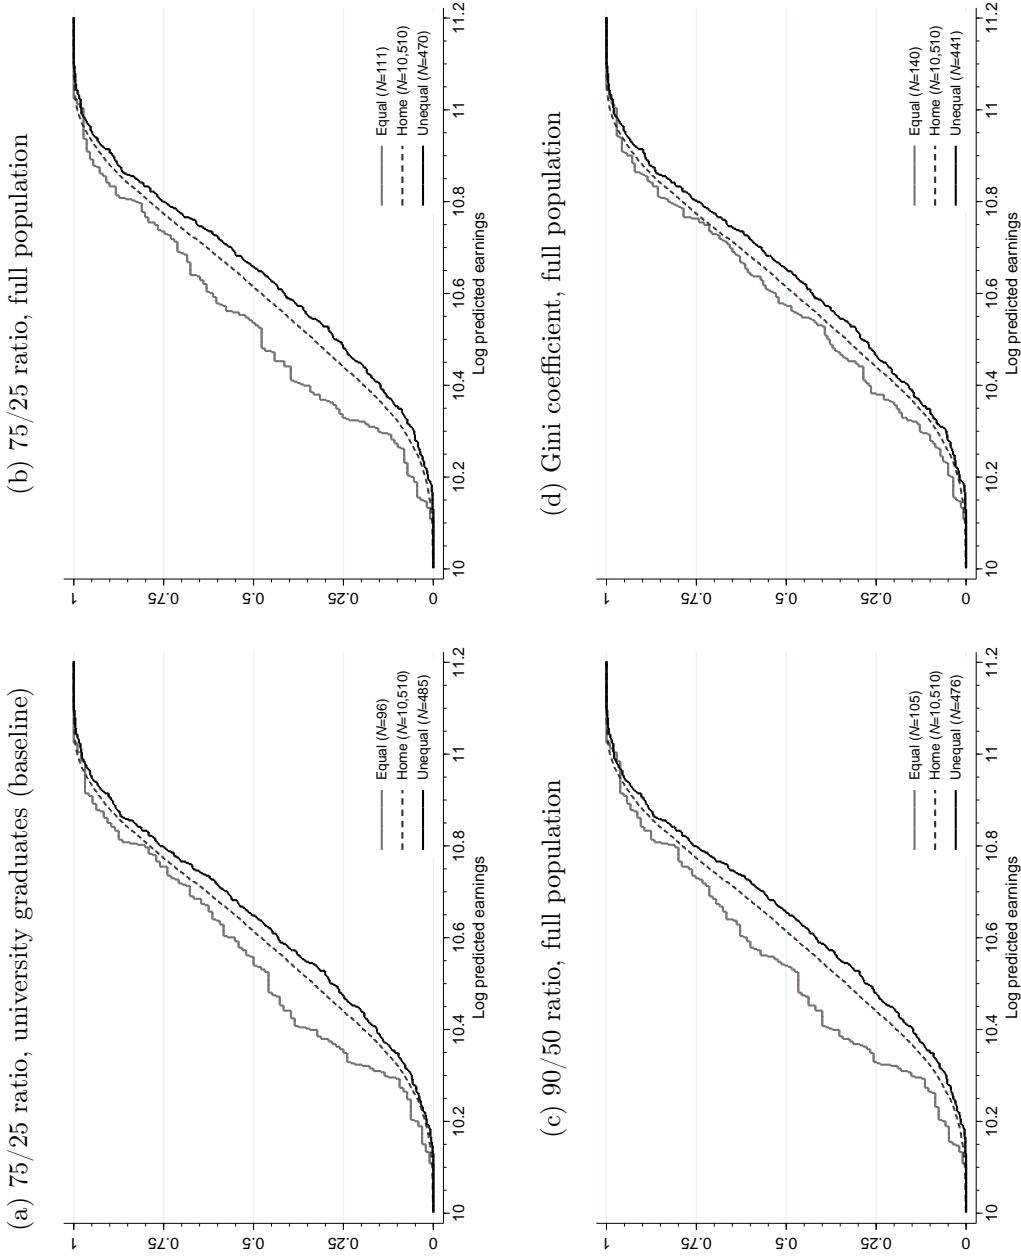 (a) 75/25 ratio, university graduates (baseline)
1
0.75
0.5
0.25
0
10
10.2
10.4
10.6
10.8
11
11.2
Log predicted earnings
Equal (N=96)
Home (N=10,510)
Unequal (N=485)
(b) 75/25 ratio, full population
1
0.75
0.5
0.25
0
10
10.2
10.4
10.6
10.8
11
11.2
Log predicted earnings
Equal (N=111)
Home (N=10,510)
Unequal (N=470)
(c) 90/50 ratio, full population
1
0.75
0.5
0.25
0
10
10.2
10.4
10.6
10.8
11
11.2
Log predicted earnings
Equal (N=105)
Home (N=10,510)
Unequal (N=476)
(d) Gini coefficient, full population
1
0.75
0.5
0.25
0
10
10.2
10.4
10.6
10.8
11
11.2
Log predicted earnings
Equal (N=140)
Home (N=10,510)
Unequal (N=441)